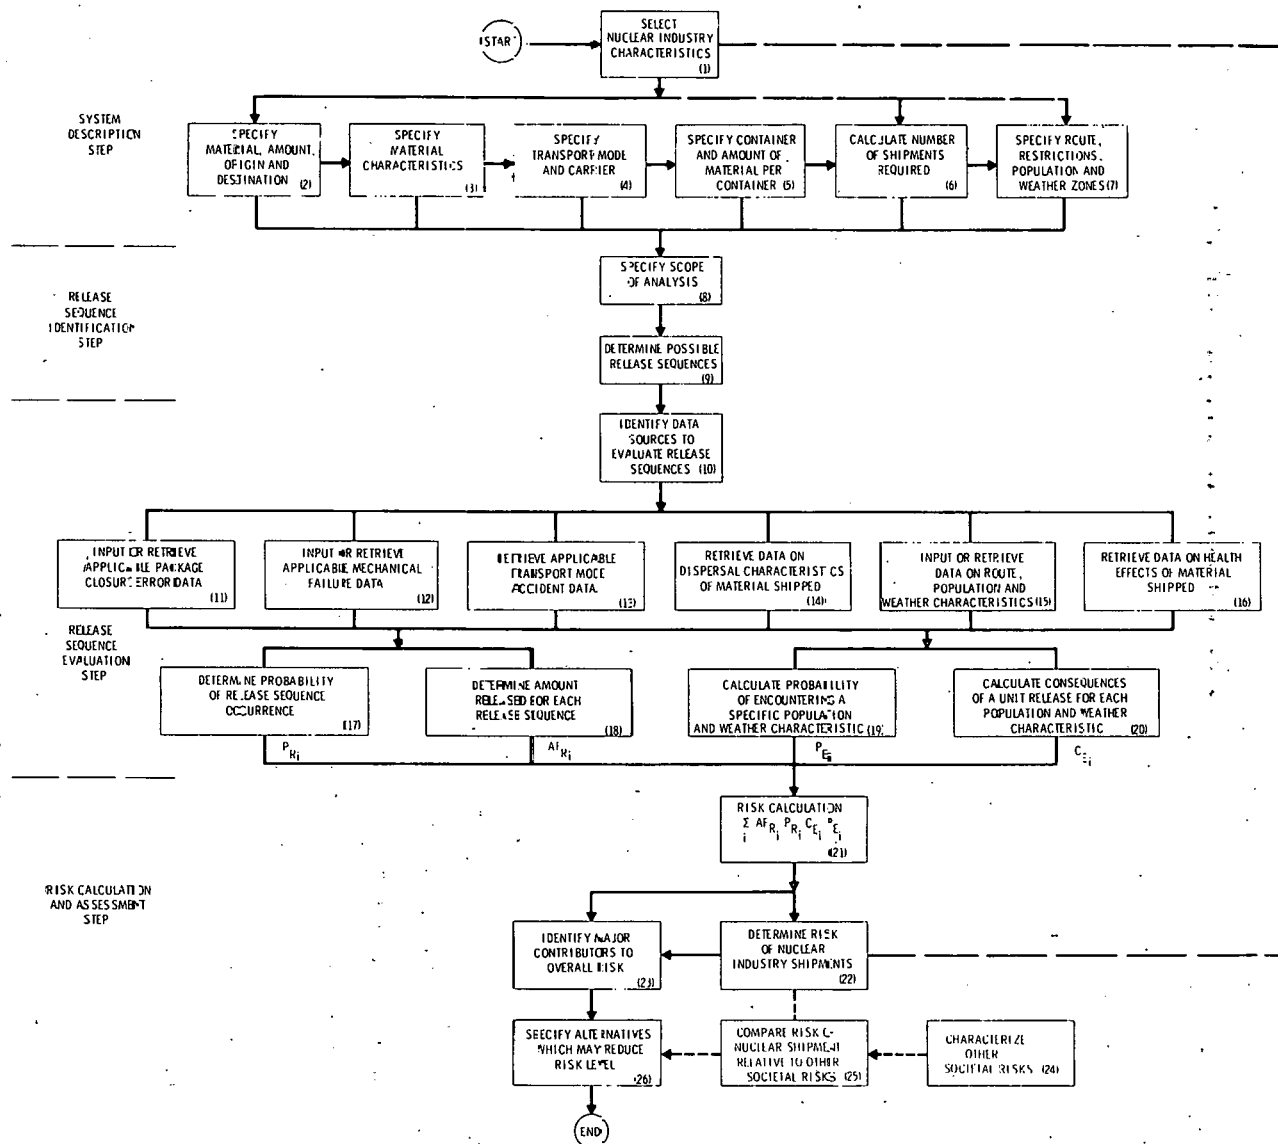 START
SELECT
NUCLEAR INDUSTRY
CHARACTERISTICS
(1)
SYSTEM
DESCRIPTION
STEP
SPECIFY
MATERIAL, AMOUNT,
ORIGIN AND
DESTINATION (2)
SPECIFY
MATERIAL
CHARACTERISTICS
(3)
SPECIFY
TRANSPORT MODE
AND CARRIER (4)
SPECIFY CONTAINER
AND AMOUNT OF
MATERIAL PER
CONTAINER (5)
CALCULATE NUMBER
OF SHIPMENTS
REQUIRED
(6)
SPECIFY ROUTE,
RESTRICTIONS,
POPULATION AND
WEATHER ZONES (7)
RELEASE
SEQUENCE
IDENTIFICATION
STEP
SPECIFY SCOPE
OF ANALYSIS
(8)
DETERMINE POSSIBLE
RELEASE SEQUENCES
(9)
IDENTIFY DATA
SOURCES TO
EVALUATE RELEASE
SEQUENCES (10)
RELEASE
SEQUENCE
EVALUATION
STEP
INPUT OR RETRIEVE
APPLICABLE PACKAGE
CLOSURE ERROR DATA
(11)
INPUT OR RETRIEVE
APPLICABLE MECHANICAL
FAILURE DATA
(12)
RETRIEVE APPLICABLE
TRANSPORT MODE
ACCIDENT DATA
(13)
RETRIEVE DATA ON
DISPERSAL CHARACTERISTICS
OF MATERIAL SHIPPED
(14)
INPUT OR RETRIEVE
DATA ON ROUTE,
POPULATION AND
WEATHER CHARACTERISTICS (15)
RETRIEVE DATA ON HEALTH
EFFECTS OF MATERIAL
SHIPPED
(16)
DETERMINE PROBABILITY
OF RELEASE SEQUENCE
OCCURRENCE
(17)
DETERMINE AMOUNT
RELEASED FOR EACH
RELEASE SEQUENCE
(18)
CALCULATE PROBABILITY
OF ENCOUNTERING A
SPECIFIC POPULATION
AND WEATHER CHARACTERISTIC (19)
CALCULATE CONSEQUENCES
OF A UNIT RELEASE FOR EACH
POPULATION AND WEATHER
CHARACTERISTIC (20)
P Ri
AF Ri
P Ei
C Ei
RISK CALCULATION AND ASSESSMENT
STEP
RISK CALCULATION
Σ i AF Ri P Ri C Ei P Ei
(21)
IDENTIFY MAJOR
CONTRIBUTORS TO
OVERALL RISK
(23)
DETERMINE RISK
OF NUCLEAR
INDUSTRY SHIPMENTS
(22)
SPECIFY ALTERNATIVES
WHICH MAY REDUCE
RISK LEVEL
(26)
COMPARE RISK OF
NUCLEAR SHIPMENT
RELATIVE TO OTHER
SOCIETAL RISKS (25)
CHARACTERIZE
OTHER
SOCIETAL RISKS (24)
END